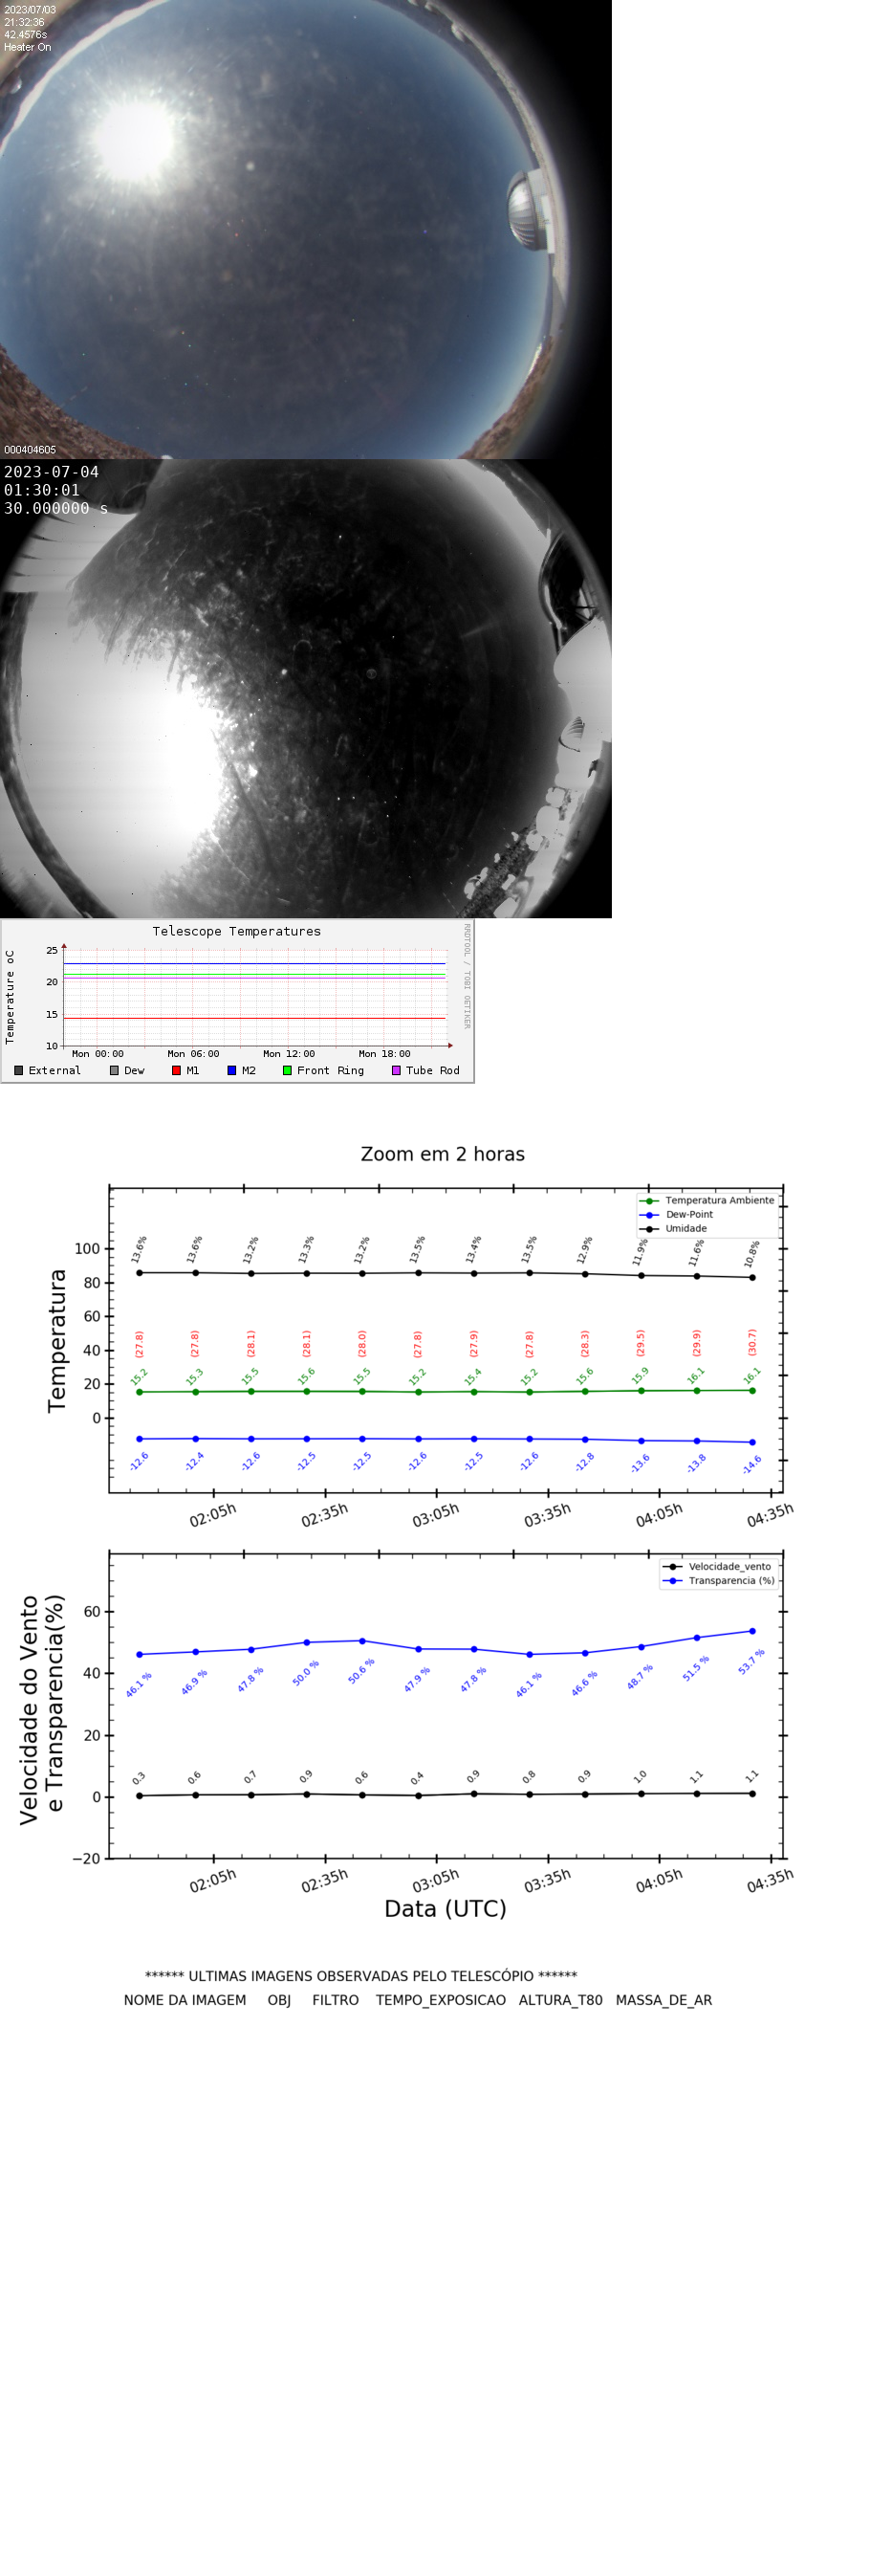 2023/07/03
21:32:36
42.4576s
Heater On
000404605
2023-07-04
01:30:01
30.000000 s
Telescope Temperatures
RRDTOOL / TOBI OETIKER
Temperature oC
25
20
15
10
Mon 00:00 Mon 06:00 Mon 12:00 Mon 18:00
External Dew M1 M2 Front Ring Tube Rod
Zoom em 2 horas
Temperatura Ambiente
Dew-Point
Umidade
Temperatura
100
80
60
40
20
0
13.6% 13.6% 13.2% 13.3% 13.2% 13.5% 13.4% 13.5% 12.9% 11.9% 11.6% 10.8%
(27.8) (27.8) (28.1) (28.1) (28.0) (27.8) (27.9) (27.8) (28.3) (29.5) (29.9) (30.7)
15.2 15.3 15.5 15.6 15.5 15.2 15.4 15.2 15.6 15.9 16.1 16.1
-12.6 -12.4 -12.6 -12.5 -12.5 -12.6 -12.5 -12.6 -12.8 -13.6 -13.8 -14.6
02:05h 02:35h 03:05h 03:35h 04:05h 04:35h
Velocidade_vento
Transparencia (%)
Velocidade do Vento
e Transparencia(%)
60
40
20
0
−20
46.1 % 46.9 % 47.8 % 50.0 % 50.6 % 47.9 % 47.8 % 46.1 % 46.6 % 48.7 % 51.5 % 53.7 %
0.3 0.6 0.7 0.9 0.6 0.4 0.9 0.8 0.9 1.0 1.1 1.1
02:05h 02:35h 03:05h 03:35h 04:05h 04:35h
Data (UTC)
****** ULTIMAS IMAGENS OBSERVADAS PELO TELESCÓPIO ******
NOME DA IMAGEM OBJ FILTRO TEMPO_EXPOSICAO ALTURA_T80 MASSA_DE_AR